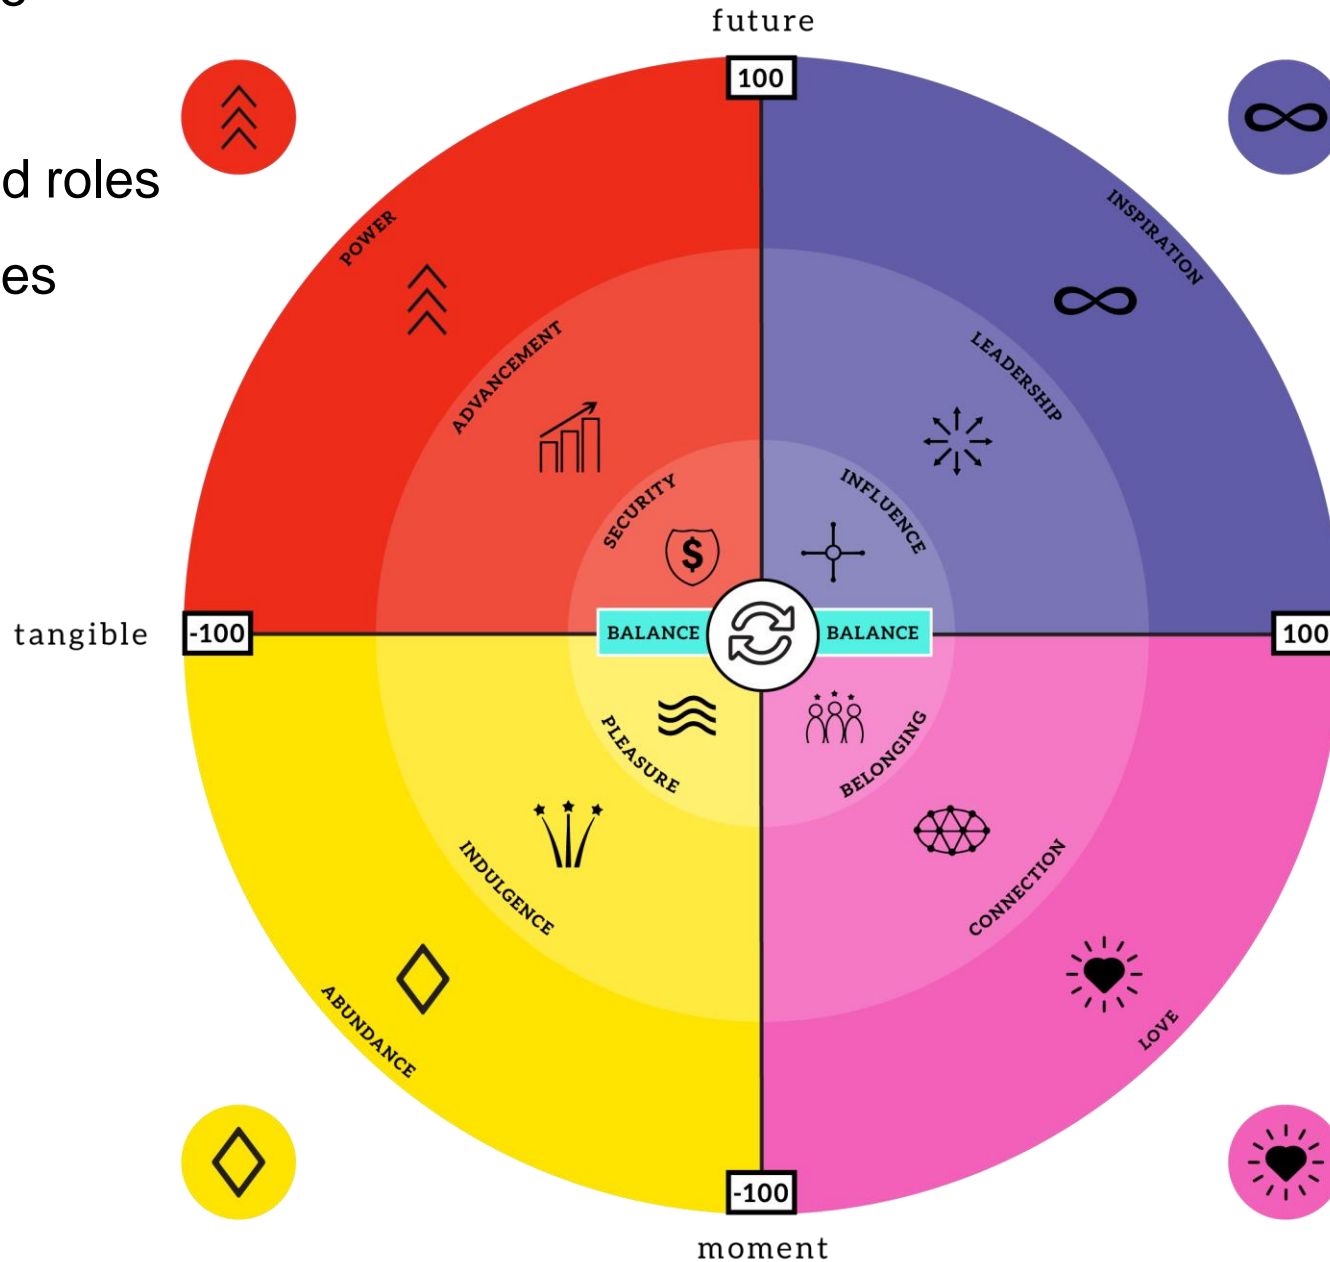 future
100
d roles
es
POWER
INSPIRATION
ADVANCEMENT
LEADERSHIP
SECURITY
INFLUENCE
$
tangible
-100
BALANCE
BALANCE
100
PLEASURE
BELONGING
INDULGENCE
CONNECTION
ABUNDANCE
LOVE
-100
moment